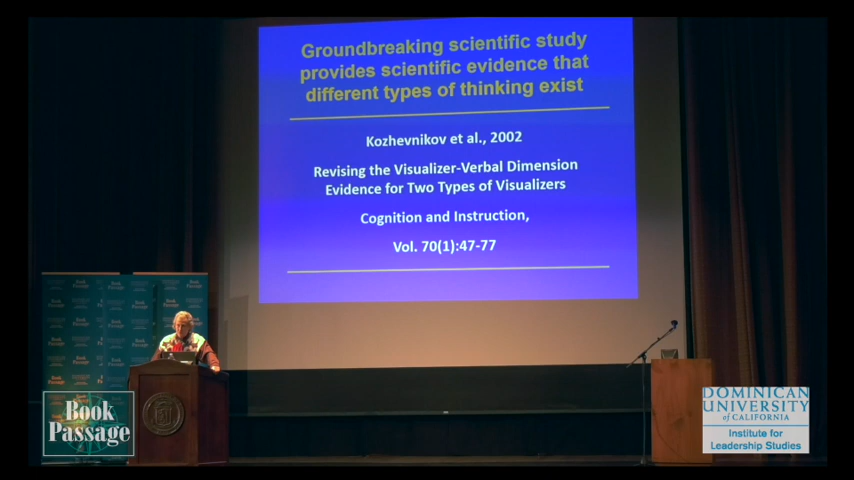 Groundbreaking scientific study
provides scientific evidence that
different types of thinking exist
Kozhevnikov et al., 2002
Revising the Visualizer-Verbal Dimension
Evidence for Two Types of Visualizers
Cognition and Instruction,
Vol. 70(1):47-77
Book
Passage
Book
Passage
DOMINICAN
UNIVERSITY
of CALIFORNIA
Institute for
Leadership Studies